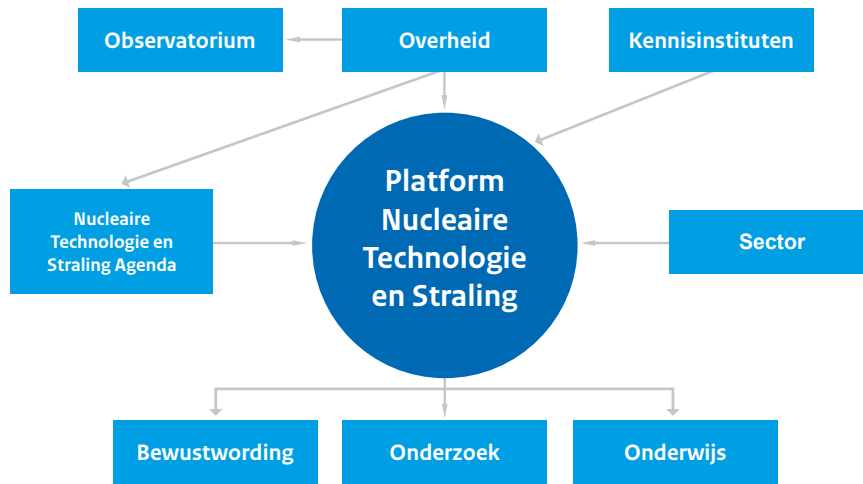 Observatorium
Overheid
Kennisinstituten
Platform
Nucleaire
Technologie
en Straling
Nucleaire
Technologie en
Straling Agenda
Sector
Bewustwording
Onderzoek
Onderwijs